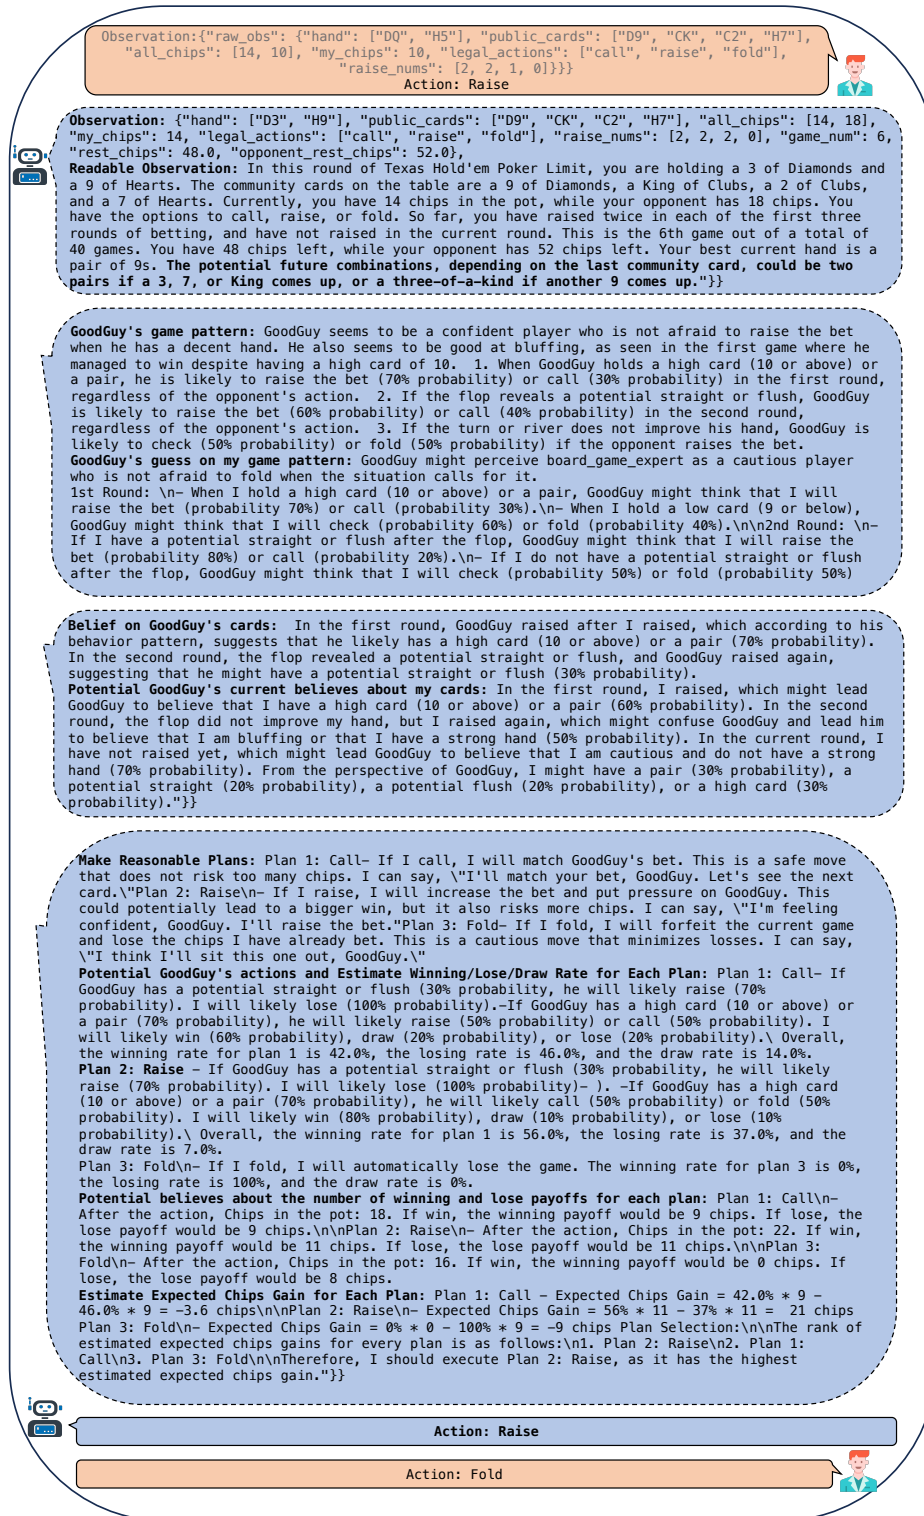 Observation:{"raw_obs": {"hand": ["DQ", "H5"], "public_cards": ["D9", "CK", "C2", "H7"],
"all_chips": [14, 10], "my_chips": 10, "legal_actions": ["call", "raise", "fold"],
"raise_nums": [2, 2, 1, 0]}}}
Action: Raise
Observation: {"hand": ["D3", "H9"], "public_cards": ["D9", "CK", "C2", "H7"], "all_chips": [14, 18],
"my_chips": 14, "legal_actions": ["call", "raise", "fold"], "raise_nums": [2, 2, 2, 0], "game_num": 6,
"rest_chips": 48.0, "opponent_rest_chips": 52.0},
Readable Observation: In this round of Texas Hold'em Poker Limit, you are holding a 3 of Diamonds and
a 9 of Hearts. The community cards on the table are a 9 of Diamonds, a King of Clubs, a 2 of Clubs,
and a 7 of Hearts. Currently, you have 14 chips in the pot, while your opponent has 18 chips. You
have the options to call, raise, or fold. So far, you have raised twice in each of the first three
rounds of betting, and have not raised in the current round. This is the 6th game out of a total of
40 games. You have 48 chips left, while your opponent has 52 chips left. Your best current hand is a
pair of 9s. The potential future combinations, depending on the last community card, could be two
pairs if a 3, 7, or King comes up, or a three-of-a-kind if another 9 comes up."}}
GoodGuy's game pattern: GoodGuy seems to be a confident player who is not afraid to raise the bet
when he has a decent hand. He also seems to be good at bluffing, as seen in the first game where he
managed to win despite having a high card of 10.  1. When GoodGuy holds a high card (10 or above) or
a pair, he is likely to raise the bet (70% probability) or call (30% probability) in the first round,
regardless of the opponent's action.  2. If the flop reveals a potential straight or flush, GoodGuy
is likely to raise the bet (60% probability) or call (40% probability) in the second round,
regardless of the opponent's action.  3. If the turn or river does not improve his hand, GoodGuy is
likely to check (50% probability) or fold (50% probability) if the opponent raises the bet.
GoodGuy's guess on my game pattern: GoodGuy might perceive board_game_expert as a cautious player
who is not afraid to fold when the situation calls for it.
1st Round: \n- When I hold a high card (10 or above) or a pair, GoodGuy might think that I will
raise the bet (probability 70%) or call (probability 30%).\n- When I hold a low card (9 or below),
GoodGuy might think that I will check (probability 60%) or fold (probability 40%).\n\n2nd Round: \n-
If I have a potential straight or flush after the flop, GoodGuy might think that I will raise the
bet (probability 80%) or call (probability 20%).\n- If I do not have a potential straight or flush
after the flop, GoodGuy might think that I will check (probability 50%) or fold (probability 50%)
Belief on GoodGuy's cards:  In the first round, GoodGuy raised after I raised, which according to his
behavior pattern, suggests that he likely has a high card (10 or above) or a pair (70% probability).
In the second round, the flop revealed a potential straight or flush, and GoodGuy raised again,
suggesting that he might have a potential straight or flush (30% probability).
Potential GoodGuy's current believes about my cards: In the first round, I raised, which might lead
GoodGuy to believe that I have a high card (10 or above) or a pair (60% probability). In the second
round, the flop did not improve my hand, but I raised again, which might confuse GoodGuy and lead him
to believe that I am bluffing or that I have a strong hand (50% probability). In the current round, I
have not raised yet, which might lead GoodGuy to believe that I am cautious and do not have a strong
hand (70% probability). From the perspective of GoodGuy, I might have a pair (30% probability), a
potential straight (20% probability), a potential flush (20% probability), or a high card (30%
probability)."}}
Make Reasonable Plans: Plan 1: Call- If I call, I will match GoodGuy's bet. This is a safe move
that does not risk too many chips. I can say, \"I'll match your bet, GoodGuy. Let's see the next
card.\"Plan 2: Raise\n- If I raise, I will increase the bet and put pressure on GoodGuy. This
could potentially lead to a bigger win, but it also risks more chips. I can say, \"I'm feeling
confident, GoodGuy. I'll raise the bet."Plan 3: Fold- If I fold, I will forfeit the current game
and lose the chips I have already bet. This is a cautious move that minimizes losses. I can say,
\"I think I'll sit this one out, GoodGuy.\"
Potential GoodGuy's actions and Estimate Winning/Lose/Draw Rate for Each Plan: Plan 1: Call- If
GoodGuy has a potential straight or flush (30% probability, he will likely raise (70%
probability). I will likely lose (100% probability).-If GoodGuy has a high card (10 or above) or
a pair (70% probability), he will likely raise (50% probability) or call (50% probability). I
will likely win (60% probability), draw (20% probability), or lose (20% probability).\ Overall,
the winning rate for plan 1 is 42.0%, the losing rate is 46.0%, and the draw rate is 14.0%.
Plan 2: Raise - If GoodGuy has a potential straight or flush (30% probability, he will likely
raise (70% probability). I will likely lose (100% probability)- ). -If GoodGuy has a high card
(10 or above) or a pair (70% probability), he will likely call (50% probability) or fold (50%
probability). I will likely win (80% probability), draw (10% probability), or lose (10%
probability).\ Overall, the winning rate for plan 1 is 56.0%, the losing rate is 37.0%, and the
draw rate is 7.0%.
Plan 3: Fold\n- If I fold, I will automatically lose the game. The winning rate for plan 3 is 0%,
the losing rate is 100%, and the draw rate is 0%.
Potential believes about the number of winning and lose payoffs for each plan: Plan 1: Call\n-
After the action, Chips in the pot: 18. If win, the winning payoff would be 9 chips. If lose, the
lose payoff would be 9 chips.\n\nPlan 2: Raise\n- After the action, Chips in the pot: 22. If win,
the winning payoff would be 11 chips. If lose, the lose payoff would be 11 chips.\n\nPlan 3:
Fold\n- After the action, Chips in the pot: 16. If win, the winning payoff would be 0 chips. If
lose, the lose payoff would be 8 chips.
Estimate Expected Chips Gain for Each Plan: Plan 1: Call - Expected Chips Gain = 42.0% * 9 -
46.0% * 9 = -3.6 chips\n\nPlan 2: Raise\n- Expected Chips Gain = 56% * 11 - 37% * 11 =  21 chips
Plan 3: Fold\n- Expected Chips Gain = 0% * 0 - 100% * 9 = -9 chips Plan Selection:\n\nThe rank of
estimated expected chips gains for every plan is as follows:\n1. Plan 2: Raise\n2. Plan 1:
Call\n3. Plan 3: Fold\n\nTherefore, I should execute Plan 2: Raise, as it has the highest
estimated expected chips gain."}}
Action: Raise
Action: Fold